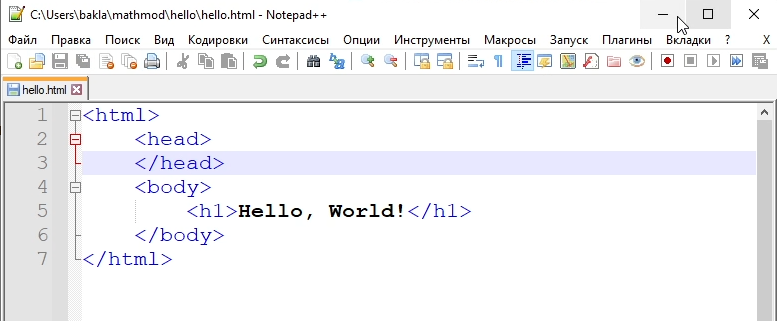 C:\Users\bakla\mathmod\hello\hello.html - Notepad++
Файл Правка Поиск Вид Кодировки Синтаксисы Опции Инструменты Макросы Запуск Плагины Вкладки ? X
hello.html
1 <html>
2 <head>
3 </head>
4 <body>
5 <h1>Hello, World!</h1>
6 </body>
7 </html>